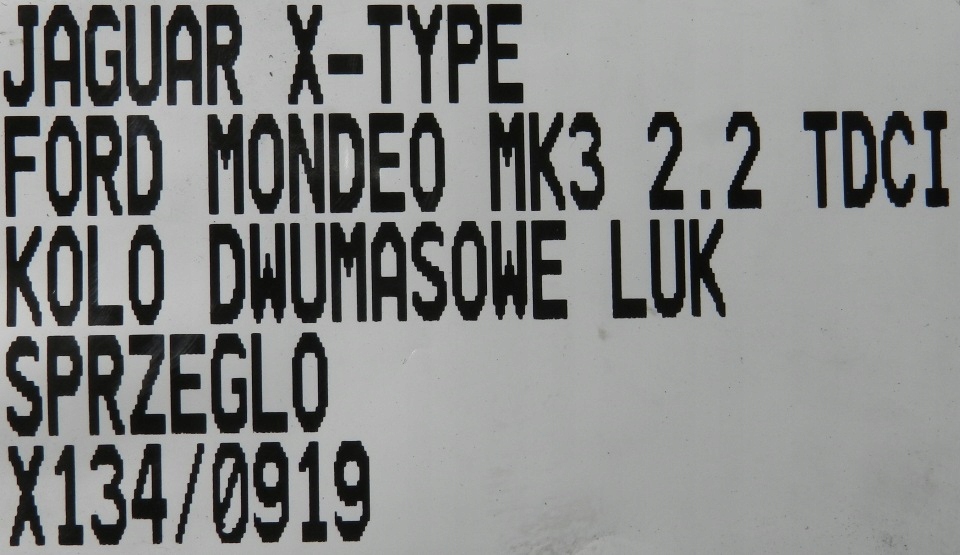 JAGUAR X-TYPE
FORD MONDEO MK3 2.2 TDCI
KOLO DWUMASOWE LUK
SPRZEGLO
X134/0919